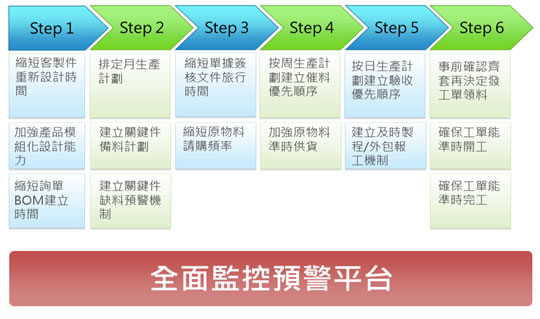 Step 1
Step 2
Step 3
Step 4
Step 5
Step 6
縮短客製件
重新設計時
間
排定月生產
計劃
縮短單據簽
核文件旅行
時間
按周生產計
劃建立催料
優先順序
按日生產計
劃建立驗收
優先順序
事前確認齊
套再決定發
工單領料
加強產品模
組化設計能
力
建立關鍵件
備料計劃
縮短原物料
請購頻率
加強原物料
準時供貨
建立及時製
程/外包報
工機制
確保工單能
準時開工
縮短詢單
BOM建立
時間
建立關鍵件
缺料預警機
制
確保工單能
準時完工
全面監控預警平台